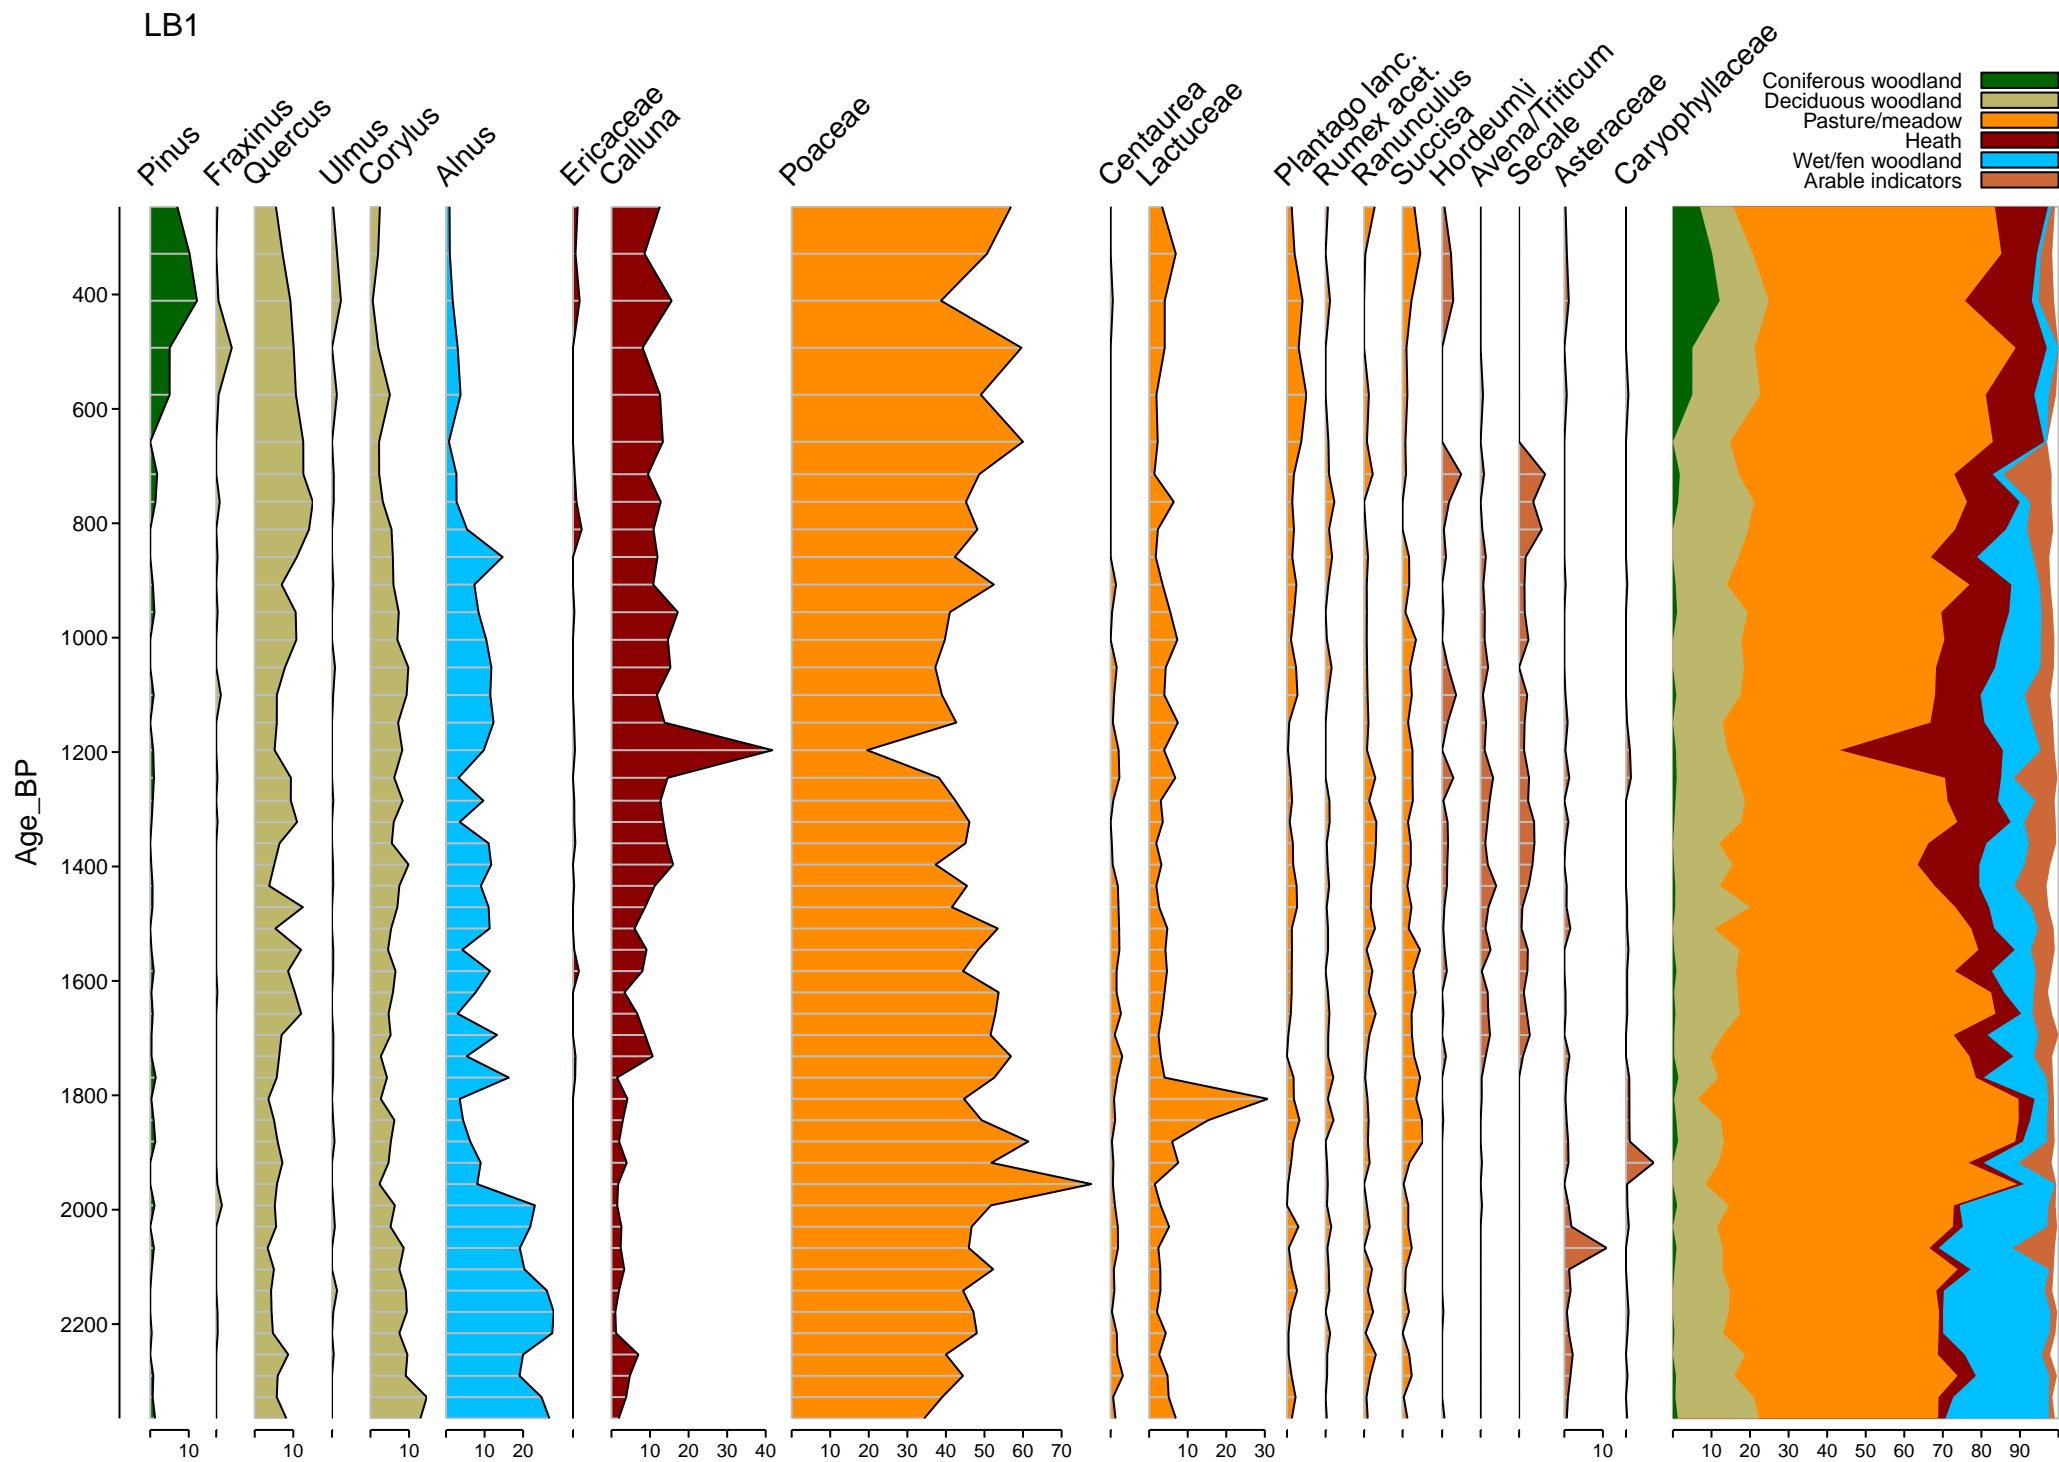 LB1
Pinus
Fraxinus
Quercus
Ulmus
Corylus
Alnus
Ericaceae
Calluna
Poaceae
Centaurea
Lactuceae
Plantago lanc.
Rumex acet.
Ranunculus
Succisa
Hordeum\i
Avena/Triticum
Secale
Asteraceae
Caryophyllaceae
Coniferous woodland
Deciduous woodland
Pasture/meadow
Heath
Wet/fen woodland
Arable indicators
Age_BP
400
600
800
1000
1200
1400
1600
1800
2000
2200
10
10
10
10 20
10 20 30 40
10 20 30 40 50 60 70
10 20 30
10
10 20 30 40 50 60 70 80 90